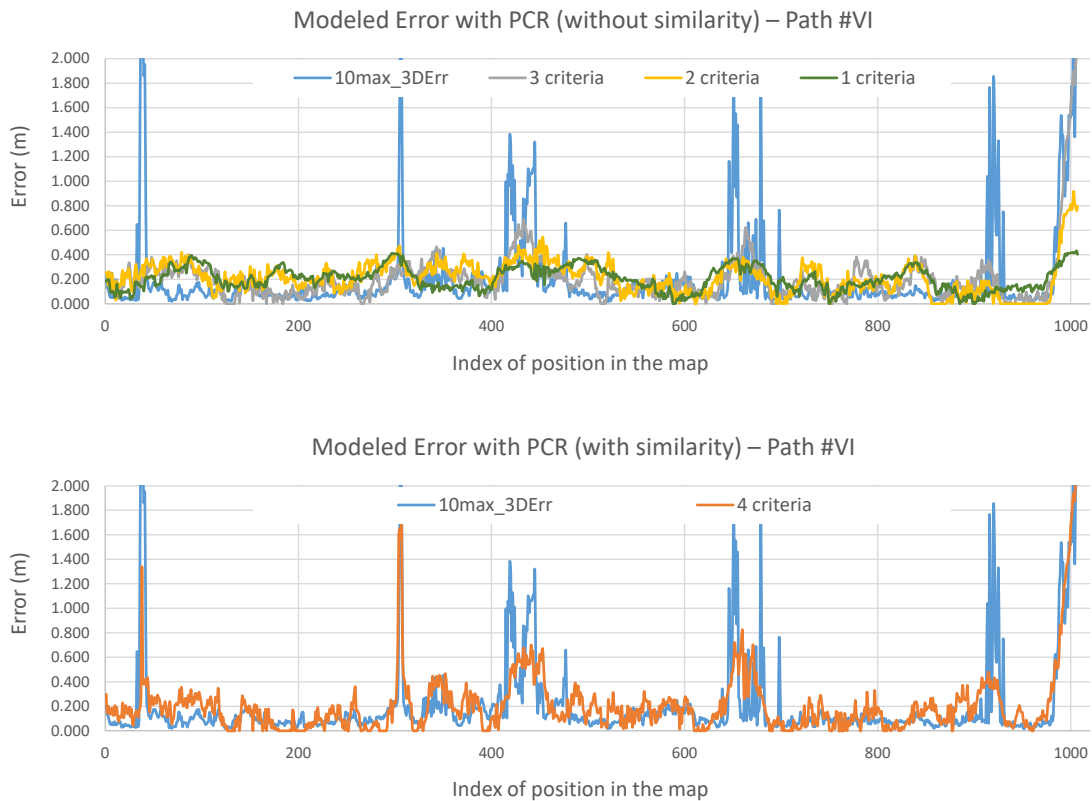 Modeled Error with PCR (without similarity) – Path #VI
2.000
1.800
1.600
1.400
1.200
1.000
0.800
0.600
0.400
0.200
0.000
Error (m)
10max_3DErr 3 criteria 2 criteria 1 criteria
0 200 400 600 800 1000
Index of position in the map
Modeled Error with PCR (with similarity) – Path #VI
2.000
1.800
1.600
1.400
1.200
1.000
0.800
0.600
0.400
0.200
0.000
Error (m)
10max_3DErr 4 criteria
0 200 400 600 800 1000
Index of position in the map